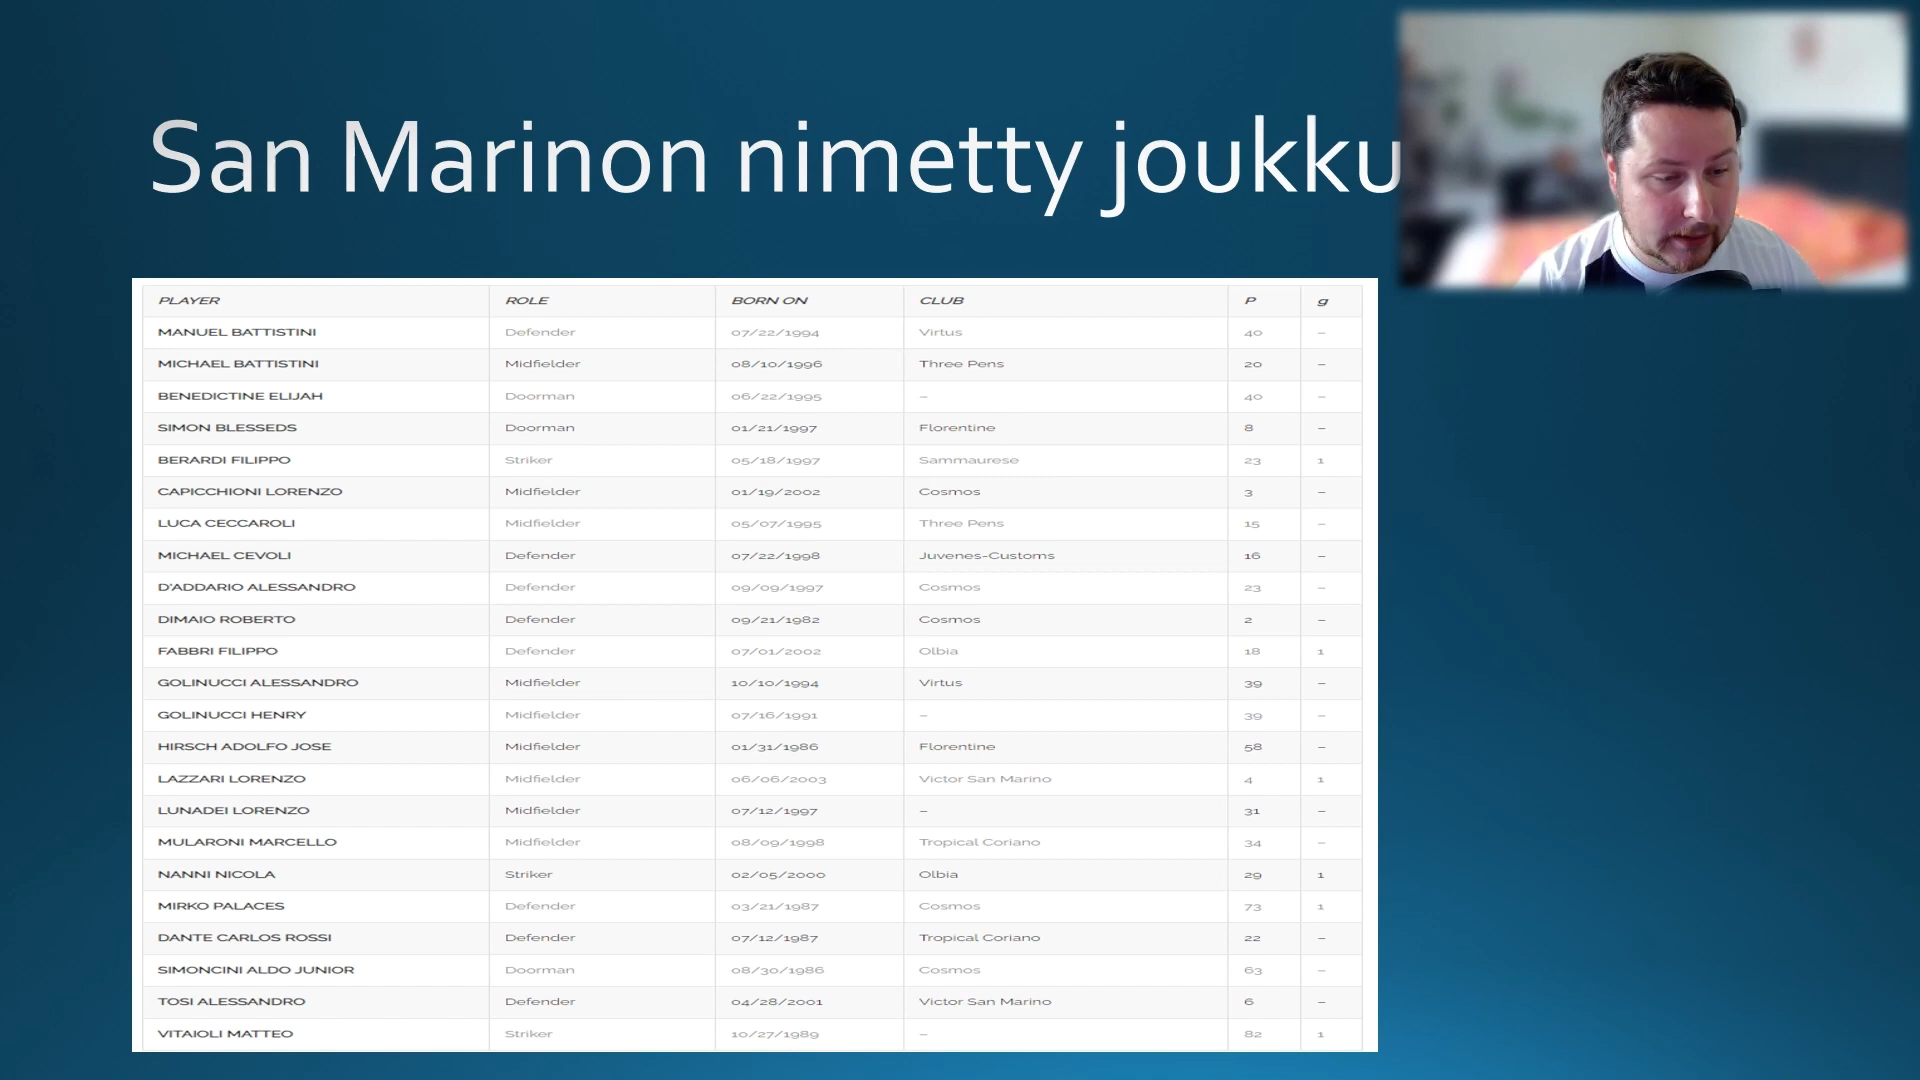 San Marinon nimetty joukku
PLAYER ROLE BORN ON CLUB P g
MANUEL BATTISTINI Defender 07/22/1994 Virtus 40 –
MICHAEL BATTISTINI Midfielder 08/10/1996 Three Pens 20 –
BENEDICTINE ELIJAH Doorman 06/22/1995 – 40 –
SIMON BLESSEDS Doorman 01/21/1997 Florentine 8 –
BERARDI FILIPPO Striker 05/18/1997 Sammaurese 23 1
CAPICCHIONI LORENZO Midfielder 01/19/2002 Cosmos 3 –
LUCA CECCAROLI Midfielder 05/07/1995 Three Pens 15 –
MICHAEL CEVOLI Defender 07/22/1998 Juvenes-Customs 16 –
D'ADDARIO ALESSANDRO Defender 09/09/1997 Cosmos 23 –
DIMAIO ROBERTO Defender 09/21/1982 Cosmos 2 –
FABBRI FILIPPO Defender 07/01/2002 Olbia 18 1
GOLINUCCI ALESSANDRO Midfielder 10/10/1994 Virtus 39 –
GOLINUCCI HENRY Midfielder 07/16/1991 – 39 –
HIRSCH ADOLFO JOSE Midfielder 01/31/1986 Florentine 58 –
LAZZARI LORENZO Midfielder 06/06/2003 Victor San Marino 4 1
LUNADEI LORENZO Midfielder 07/12/1997 – 31 –
MULARONI MARCELLO Midfielder 08/09/1998 Tropical Coriano 34 –
NANNI NICOLA Striker 02/05/2000 Olbia 29 1
MIRKO PALACES Defender 03/21/1987 Cosmos 73 1
DANTE CARLOS ROSSI Defender 07/12/1987 Tropical Coriano 22 –
SIMONCINI ALDO JUNIOR Doorman 08/30/1986 Cosmos 63 –
TOSI ALESSANDRO Defender 04/28/2001 Victor San Marino 6 –
VITAIOLI MATTEO Striker 10/27/1989 – 82 1